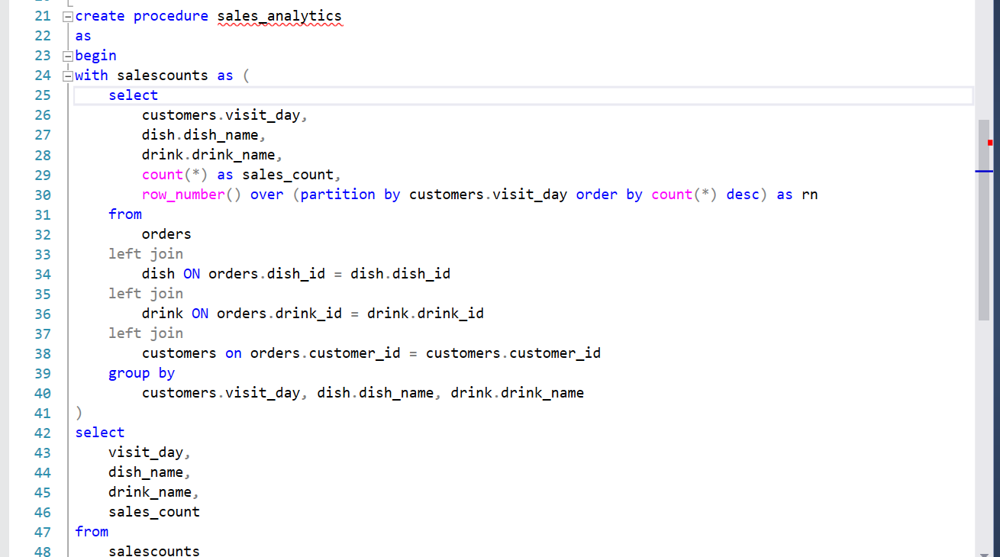 21 create procedure sales_analytics
22 as
23 begin
24 with salescounts as (
25 select
26 customers.visit_day,
27 dish.dish_name,
28 drink.drink_name,
29 count(*) as sales_count,
30 row_number() over (partition by customers.visit_day order by count(*) desc) as rn
31 from
32 orders
33 left join
34 dish ON orders.dish_id = dish.dish_id
35 left join
36 drink ON orders.drink_id = drink.drink_id
37 left join
38 customers on orders.customer_id = customers.customer_id
39 group by
40 customers.visit_day, dish.dish_name, drink.drink_name
41 )
42 select
43 visit_day,
44 dish_name,
45 drink_name,
46 sales_count
47 from
48 salescounts